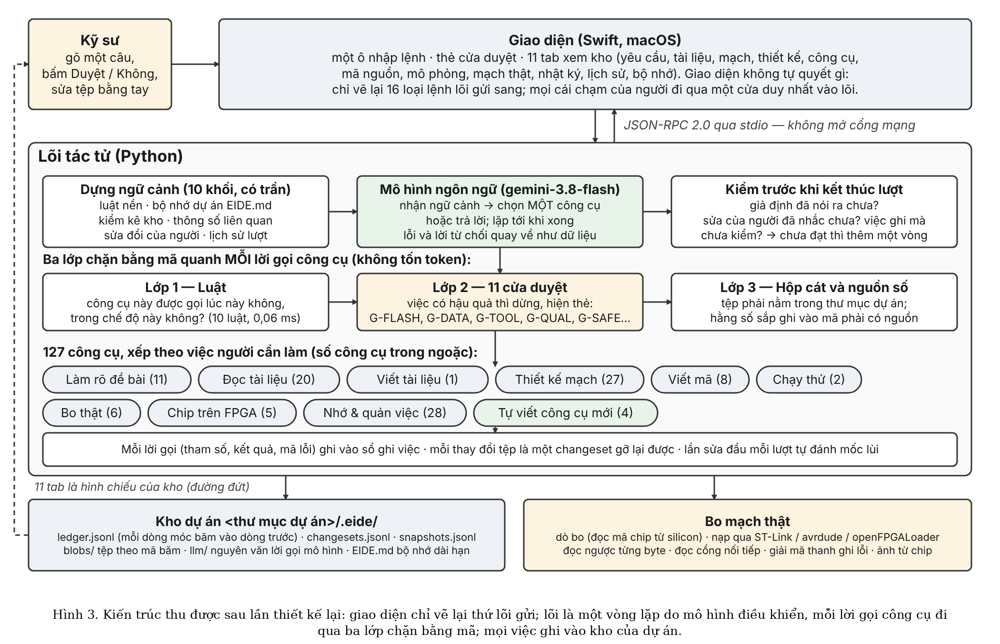 Kỹ sư
gõ một câu,
bấm Duyệt / Không,
sửa tệp bằng tay
Giao diện (Swift, macOS)
một ô nhập lệnh · thẻ cửa duyệt · 11 tab xem kho (yêu cầu, tài liệu, mạch, thiết kế, công cụ,
mã nguồn, mô phỏng, mạch thật, nhật ký, lịch sử, bộ nhớ). Giao diện không tự quyết gì:
chỉ vẽ lại 16 loại lệnh lõi gửi sang; mọi cái chạm của người đi qua một cửa duy nhất vào lõi.
JSON-RPC 2.0 qua stdio — không mở cổng mạng
Lõi tác tử (Python)
Dựng ngữ cảnh (10 khối, có trần)
luật nền · bộ nhớ dự án EIDE.md
kiểm kê kho · thông số liên quan
sửa đổi của người · lịch sử lượt
Mô hình ngôn ngữ (gemini-3.8-flash)
nhận ngữ cảnh → chọn MỘT công cụ
hoặc trả lời; lặp tới khi xong
lỗi và lời từ chối quay về như dữ liệu
Kiểm trước khi kết thúc lượt
giả định đã nói ra chưa?
sửa của người đã nhắc chưa? việc ghi mà
chưa kiểm? → chưa đạt thì thêm một vòng
Ba lớp chặn bằng mã quanh MỖI lời gọi công cụ (không tốn token):
Lớp 1 — Luật
công cụ này được gọi lúc này không,
trong chế độ này không? (10 luật, 0,06 ms)
Lớp 2 — 11 cửa duyệt
việc có hậu quả thì dừng, hiện thẻ:
G-FLASH, G-DATA, G-TOOL, G-QUAL, G-SAFE...
Lớp 3 — Hộp cát và nguồn số
tệp phải nằm trong thư mục dự án;
hằng số sắp ghi vào mã phải có nguồn
127 công cụ, xếp theo việc người cần làm (số công cụ trong ngoặc):
Làm rõ đề bài (11)
Đọc tài liệu (20)
Viết tài liệu (1)
Thiết kế mạch (27)
Viết mã (8)
Chạy thử (2)
Bo thật (6)
Chip trên FPGA (5)
Nhớ & quản việc (28)
Tự viết công cụ mới (4)
Mỗi lời gọi (tham số, kết quả, mã lỗi) ghi vào sổ ghi việc · mỗi thay đổi tệp là một changeset gỡ lại được · lần sửa đầu mỗi lượt tự đánh mốc lùi
11 tab là hình chiếu của kho (đường đứt)
Kho dự án <thư mục dự án>/.eide/
ledger.jsonl (mỗi dòng móc băm vào dòng trước) · changesets.jsonl · snapshots.jsonl
blobs/ tệp theo mã băm · llm/ nguyên văn lời gọi mô hình · EIDE.md bộ nhớ dài hạn
Bo mạch thật
dò bo (đọc mã chip từ silicon) · nạp qua ST-Link / avrdude / openFPGALoader
đọc ngược từng byte · đọc cổng nối tiếp · giải mã thanh ghi lỗi · ảnh từ chip
Hình 3. Kiến trúc thu được sau lần thiết kế lại: giao diện chỉ vẽ lại thứ lõi gửi; lõi là một vòng lặp do mô hình điều khiển, mỗi lời gọi công cụ đi
qua ba lớp chặn bằng mã; mọi việc ghi vào kho của dự án.